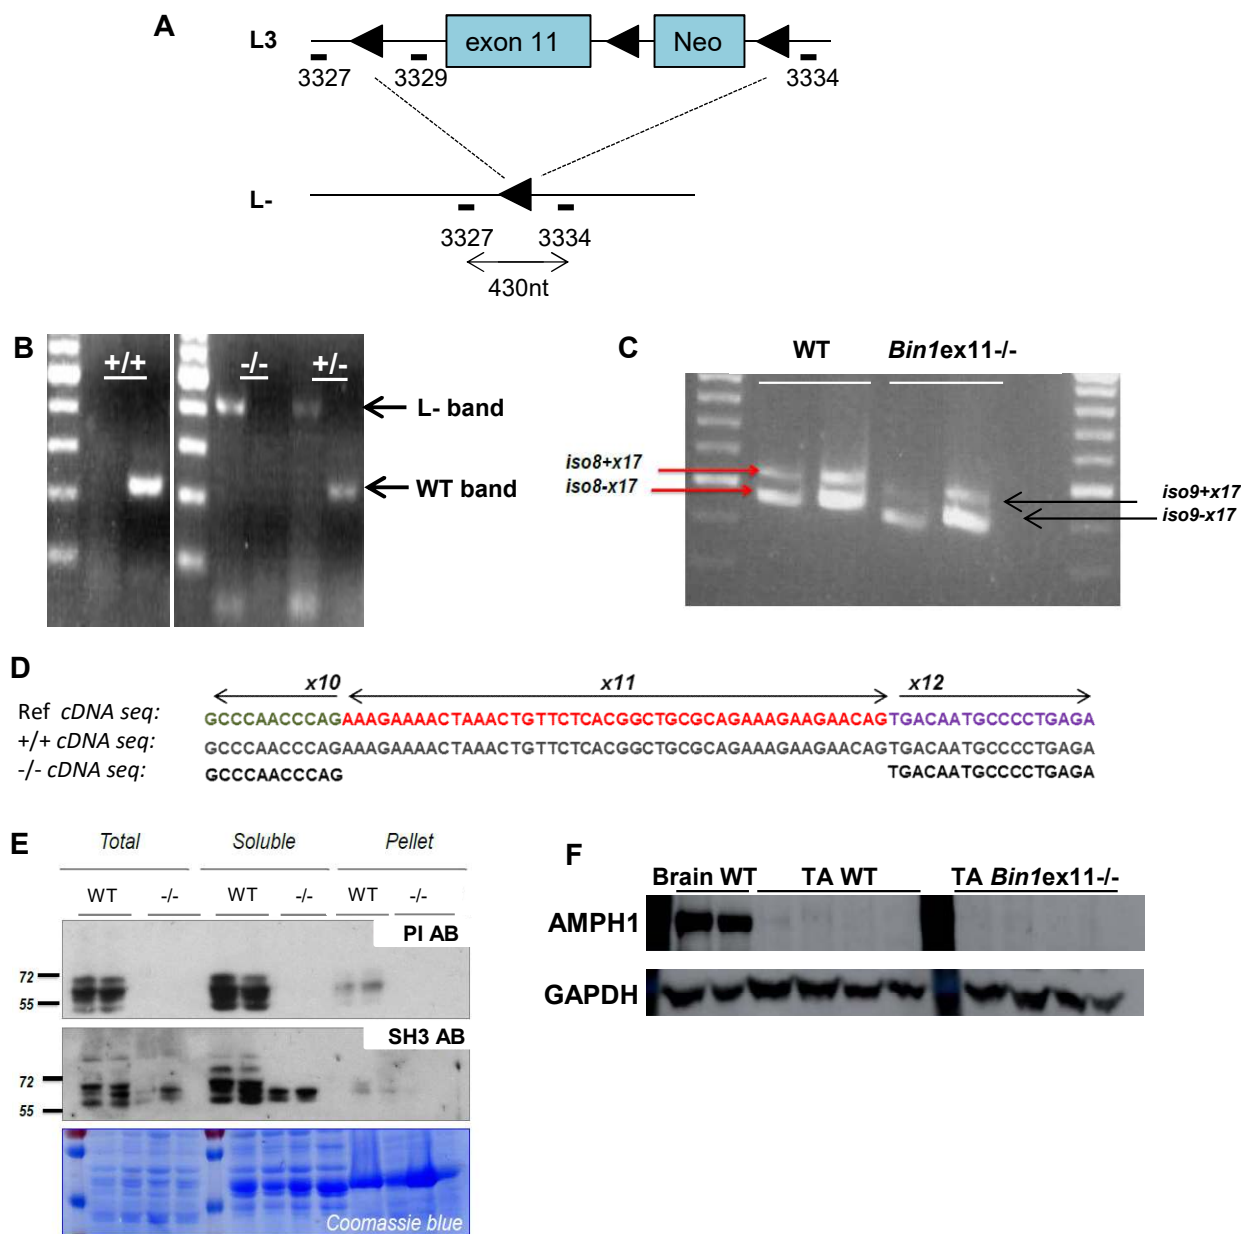 A
L3
exon 11
Neo
3327
3329
3334
L-
3327
3334
430nt
B
+/+
-/-
+/-
L- band
WT band
C
WT
Bin1ex11-/-
iso8+x17
iso8-x17
iso9+x17
iso9-x17
D
x10
x11
x12
Ref cDNA seq: GCCCAACCCAGAAAGAAAACTAAACTGTTCTCACGGCTGCGCAGAAAGAAGAACAGTGACAATGCCCCTGAGA
+/+ cDNA seq: GCCCAACCCAGAAAGAAAACTAAACTGTTCTCACGGCTGCGCAGAAAGAAGAACAGTGACAATGCCCCTGAGA
-/- cDNA seq: GCCCAACCCAG TGACAATGCCCCTGAGA
E
Total
Soluble
Pellet
WT
-/-
WT
-/-
WT
-/-
PI AB
72
55
SH3 AB
72
55
Coomassie blue
F
Brain WT
TA WT
TA Bin1ex11-/-
AMPH1
GAPDH